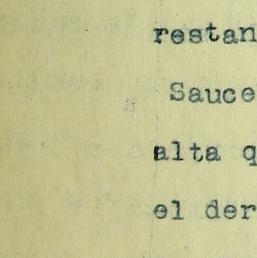 restan
Sauce
alta q
el der